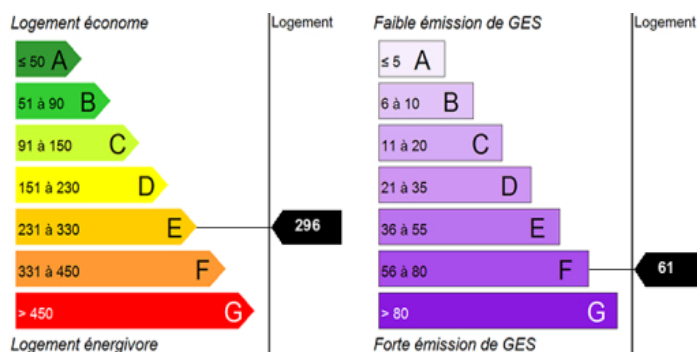 Logement économe
Logement
≤ 50 A
51 à 90 B
91 à 150 C
151 à 230 D
231 à 330 E
296
331 à 450 F
> 450 G
Logement énergivore
Faible émission de GES
Logement
≤ 5 A
6 à 10 B
11 à 20 C
21 à 35 D
36 à 55 E
56 à 80 F
61
> 80 G
Forte émission de GES